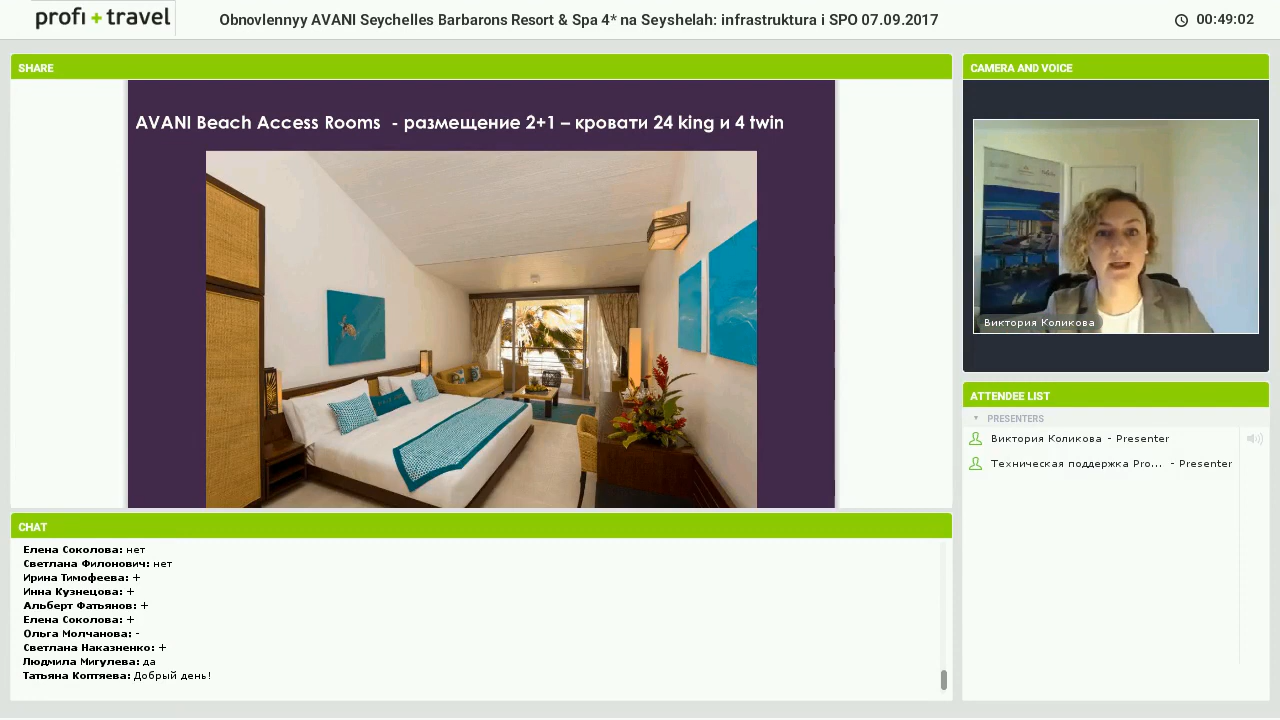 profi + travel
Obnovlennyy AVANI Seychelles Barbarons Resort & Spa 4* na Seyshelah: infrastruktura i SPO 07.09.2017
00:49:02
SHARE
AVANI Beach Access Rooms - размещение 2+1 – кровати 24 king и 4 twin
CAMERA AND VOICE
Виктория Коликова
ATTENDEE LIST
PRESENTERS
Виктория Коликова - Presenter
Техническая поддержка Pro... - Presenter
CHAT
Елена Соколова: нет
Светлана Филонович: нет
Ирина Тимофеева: +
Инна Кузнецова: +
Альберт Фатьянов: +
Елена Соколова: +
Ольга Молчанова: -
Светлана Наказненко: +
Людмила Мигулева: да
Татьяна Коптяева: Добрый день!